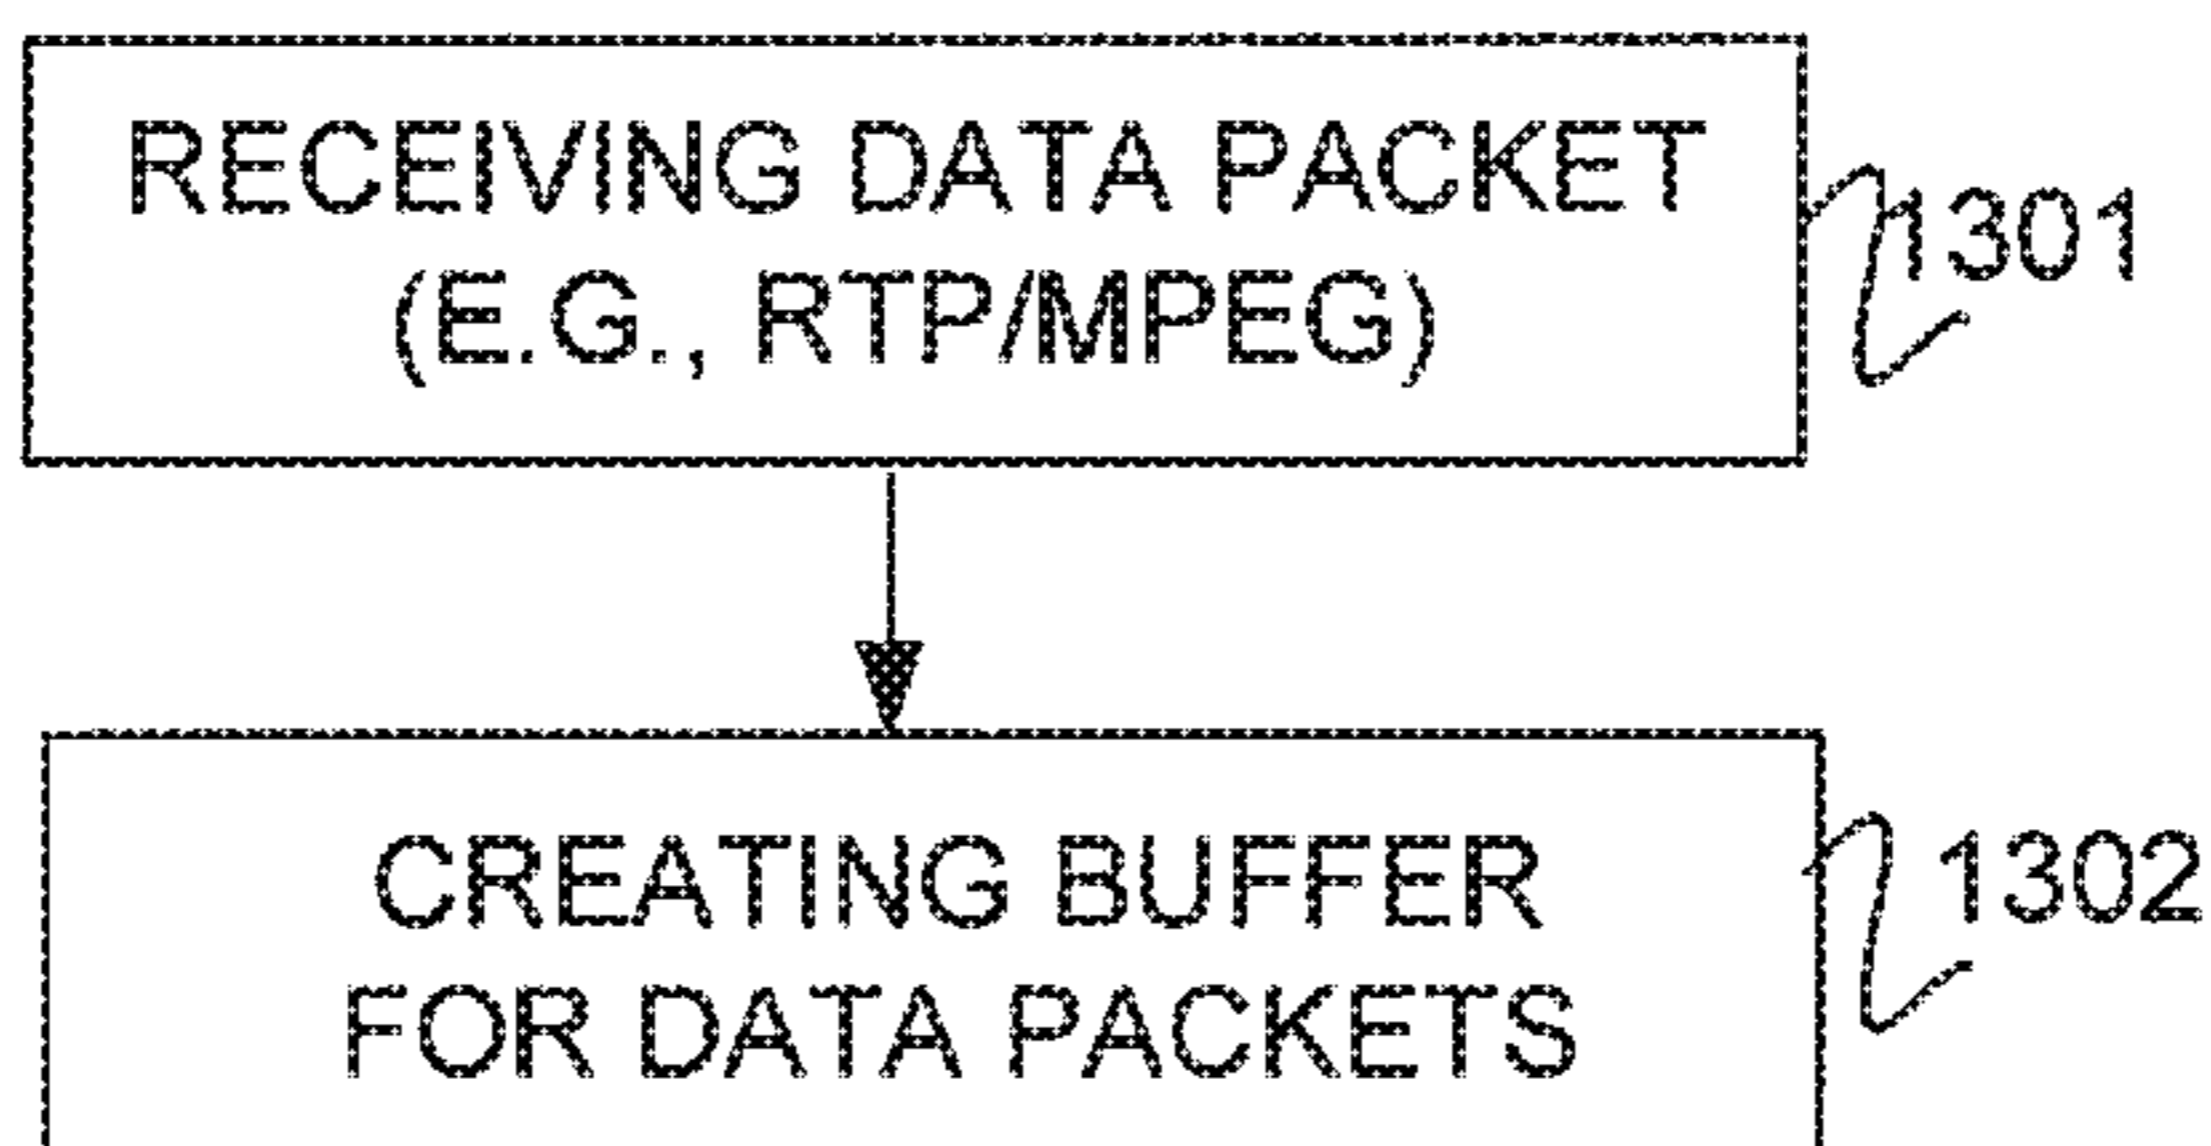 RECEIVING DATA PACKET
(E.G., RTP/MPEG)
1301
CREATING BUFFER
FOR DATA PACKETS
1302